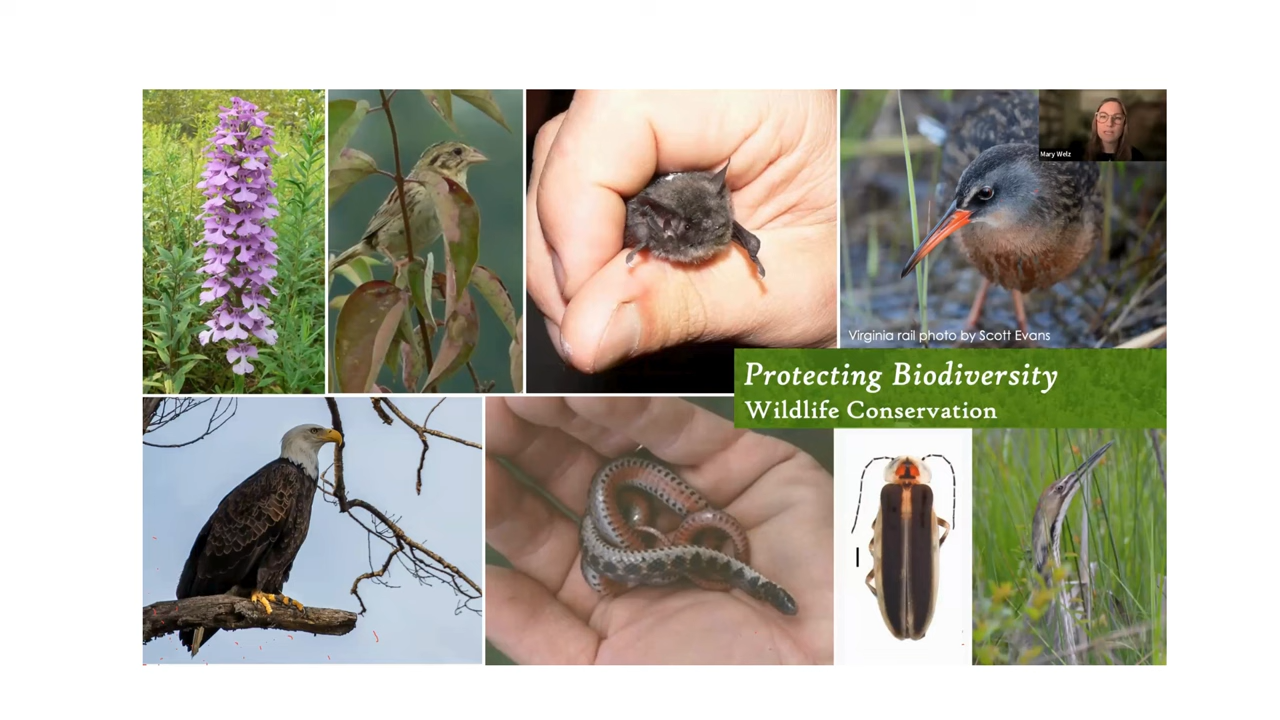 Mary Welz
Virginia rail photo by Scott Evans
Protecting Biodiversity
Wildlife Conservation